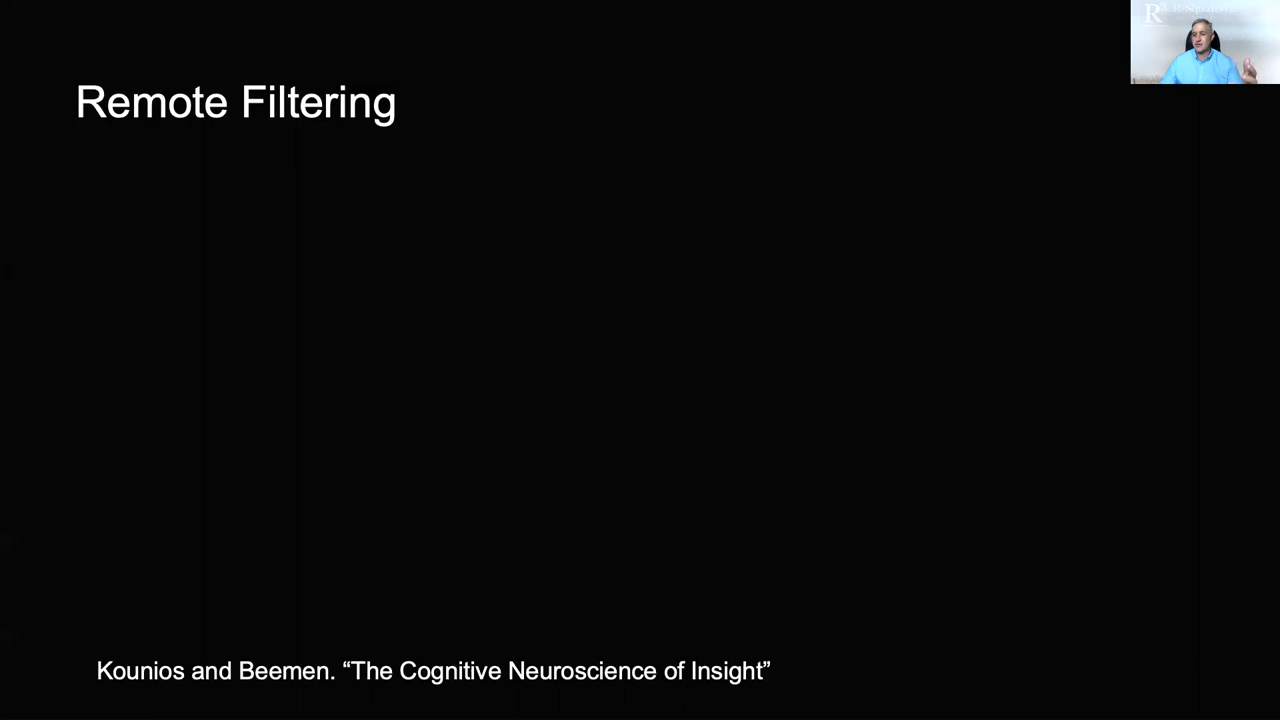 Remote Filtering
Kounios and Beemen. “The Cognitive Neuroscience of Insight”